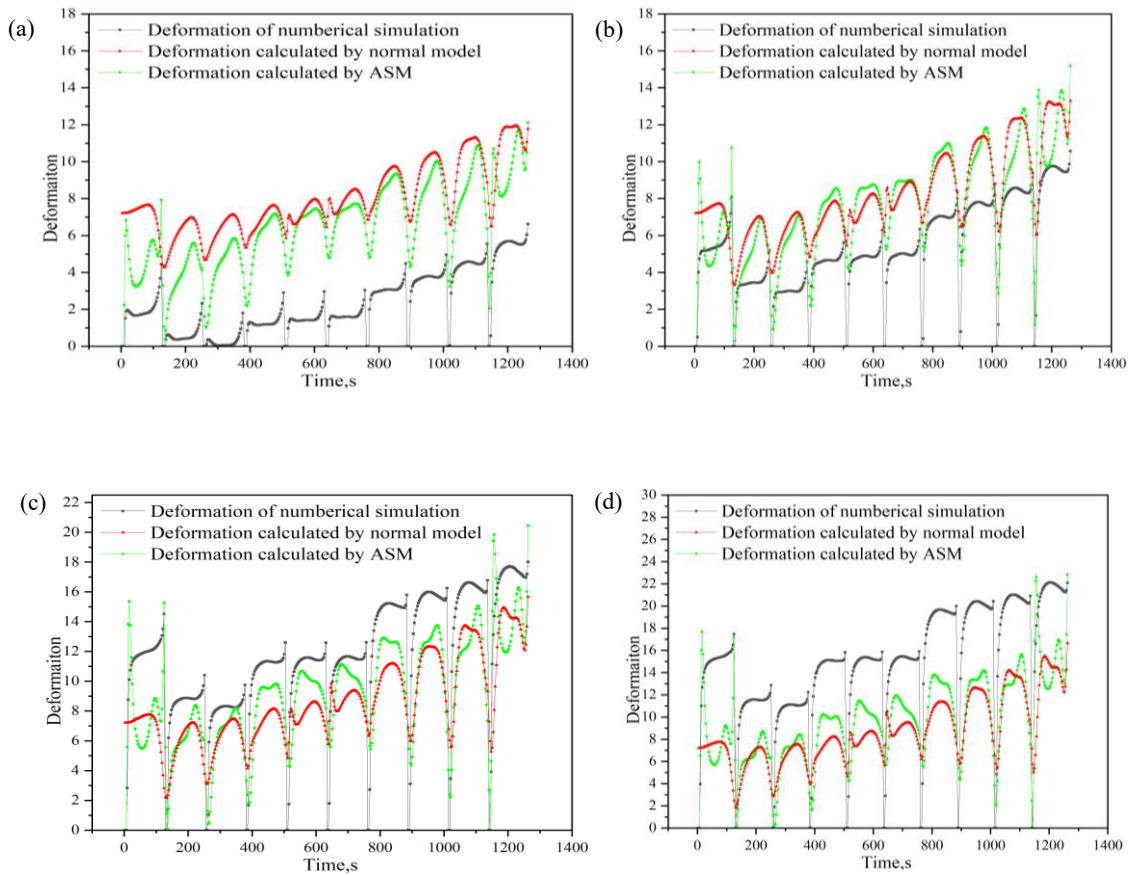 (a)
18
16
14
12
10
8
6
4
2
0
Deformaiton
Deformation of numberical simulation
Deformation calculated by normal model
Deformation calculated by ASM
0 200 400 600 800 1000 1200 1400
Time,s
(b)
18
16
14
12
10
8
6
4
2
0
Deformaiton
Deformation of numberical simulation
Deformation calculated by normal model
Deformation calculated by ASM
0 200 400 600 800 1000 1200 1400
Time,s
(c)
22
20
18
16
14
12
10
8
6
4
2
0
Deformaiton
Deformation of numberical simulation
Deformation calculated by normal model
Deformation calculated by ASM
0 200 400 600 800 1000 1200 1400
Time,s
(d)
30
28
26
24
22
20
18
16
14
12
10
8
6
4
2
0
Deformaiton
Deformation of numberical simulation
Deformation calculated by normal model
Deformation calculated by ASM
0 200 400 600 800 1000 1200 1400
Time,s